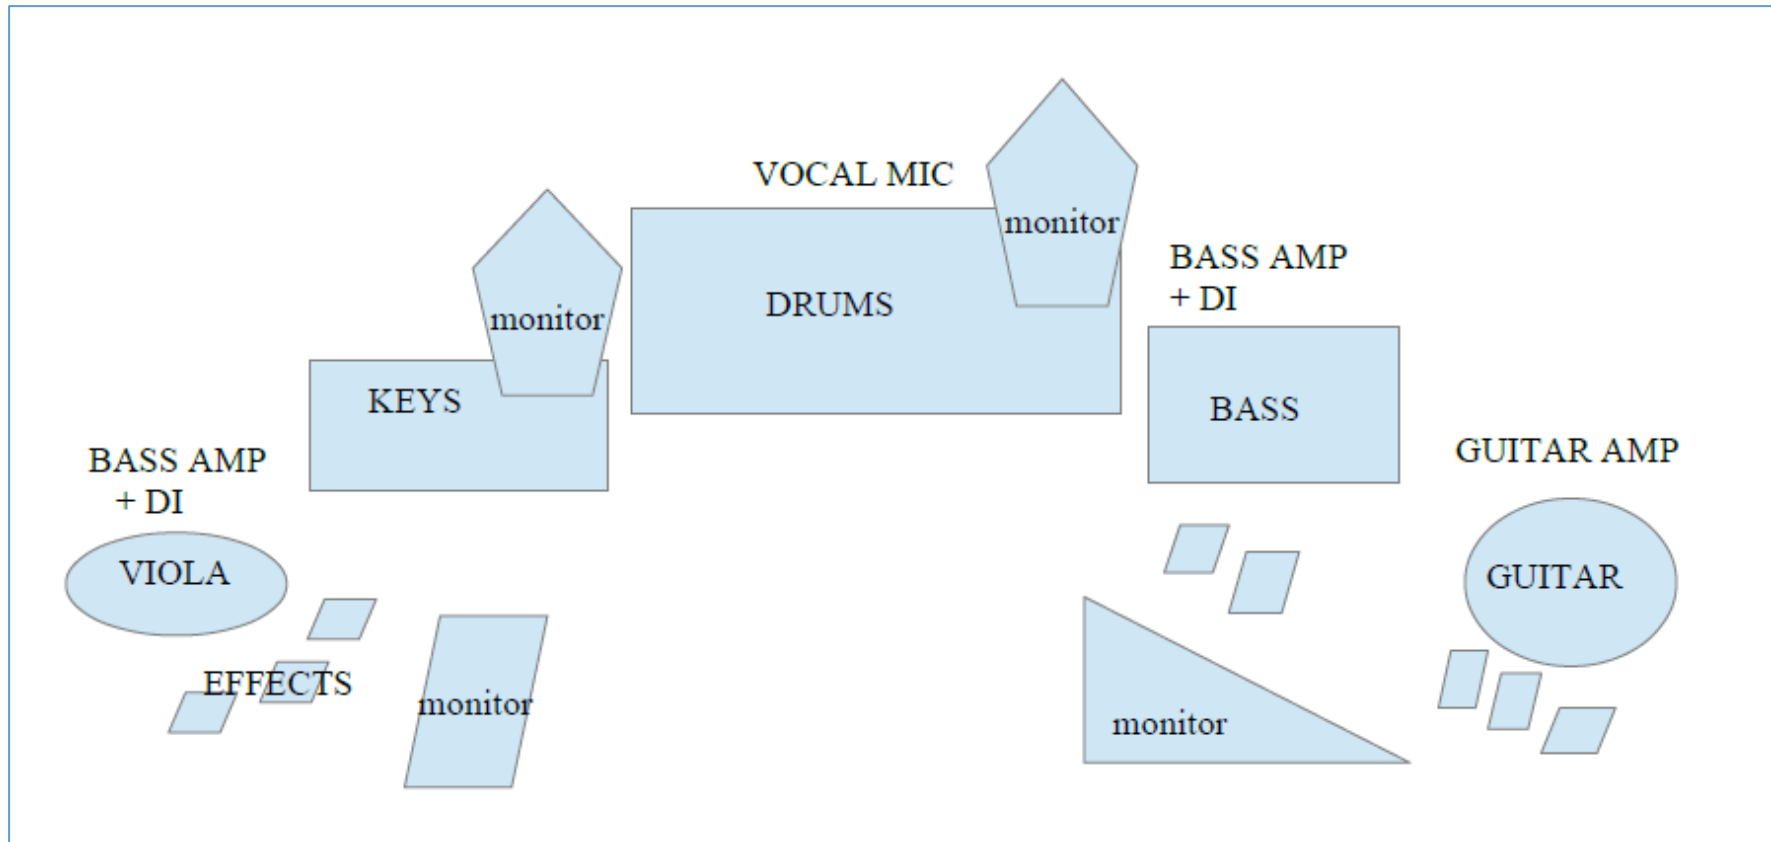 VOCAL MIC
monitor
BASS AMP
+ DI
monitor
DRUMS
KEYS
BASS
BASS AMP
+ DI
GUITAR AMP
VIOLA
GUITAR
EFFECTS
monitor
monitor